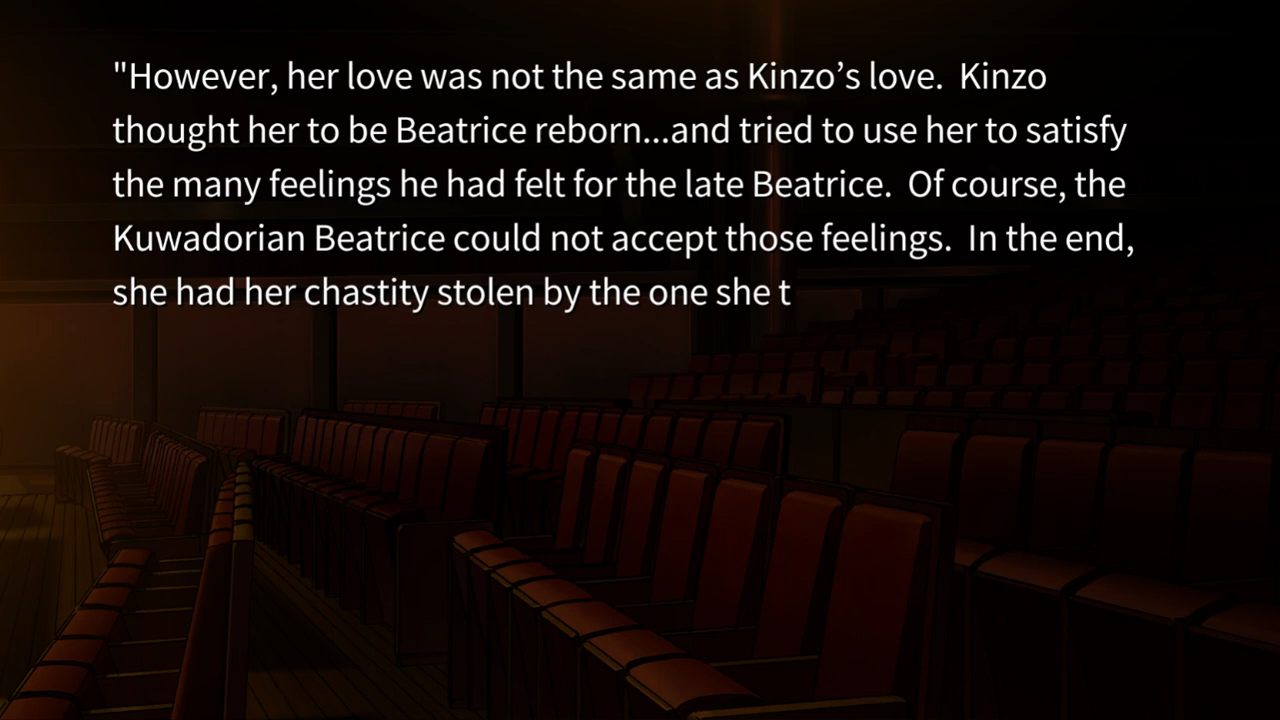 "However, her love was not the same as Kinzo’s love.  Kinzo
thought her to be Beatrice reborn...and tried to use her to satisfy
the many feelings he had felt for the late Beatrice.  Of course, the
Kuwadorian Beatrice could not accept those feelings.  In the end,
she had her chastity stolen by the one she t